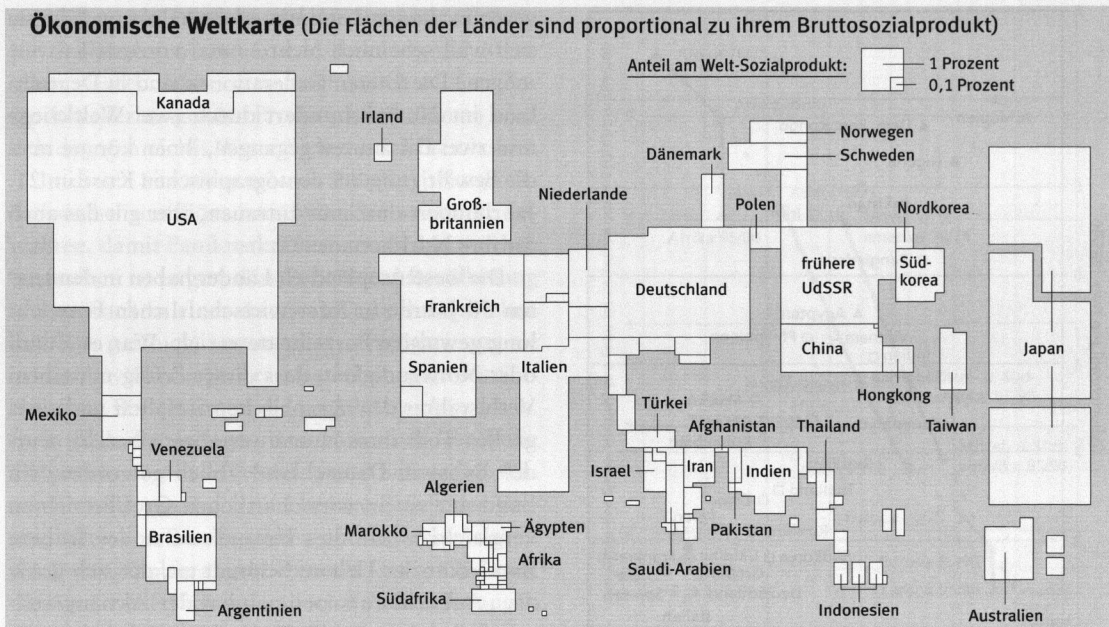 Ökonomische Weltkarte (Die Flächen der Länder sind proportional zu ihrem Bruttosozialprodukt)
Anteil am Welt-Sozialprodukt:
1 Prozent
0,1 Prozent
Kanada
Irland
USA
Groß-
britannien
Niederlande
Dänemark
Norwegen
Schweden
Polen
Nordkorea
Süd-
korea
frühere
UdSSR
Deutschland
Frankreich
Spanien
Italien
China
Japan
Hongkong
Taiwan
Mexiko
Venezuela
Türkei
Afghanistan
Thailand
Israel
Iran
Indien
Algerien
Marokko
Ägypten
Pakistan
Brasilien
Afrika
Saudi-Arabien
Südafrika
Argentinien
Indonesien
Australien